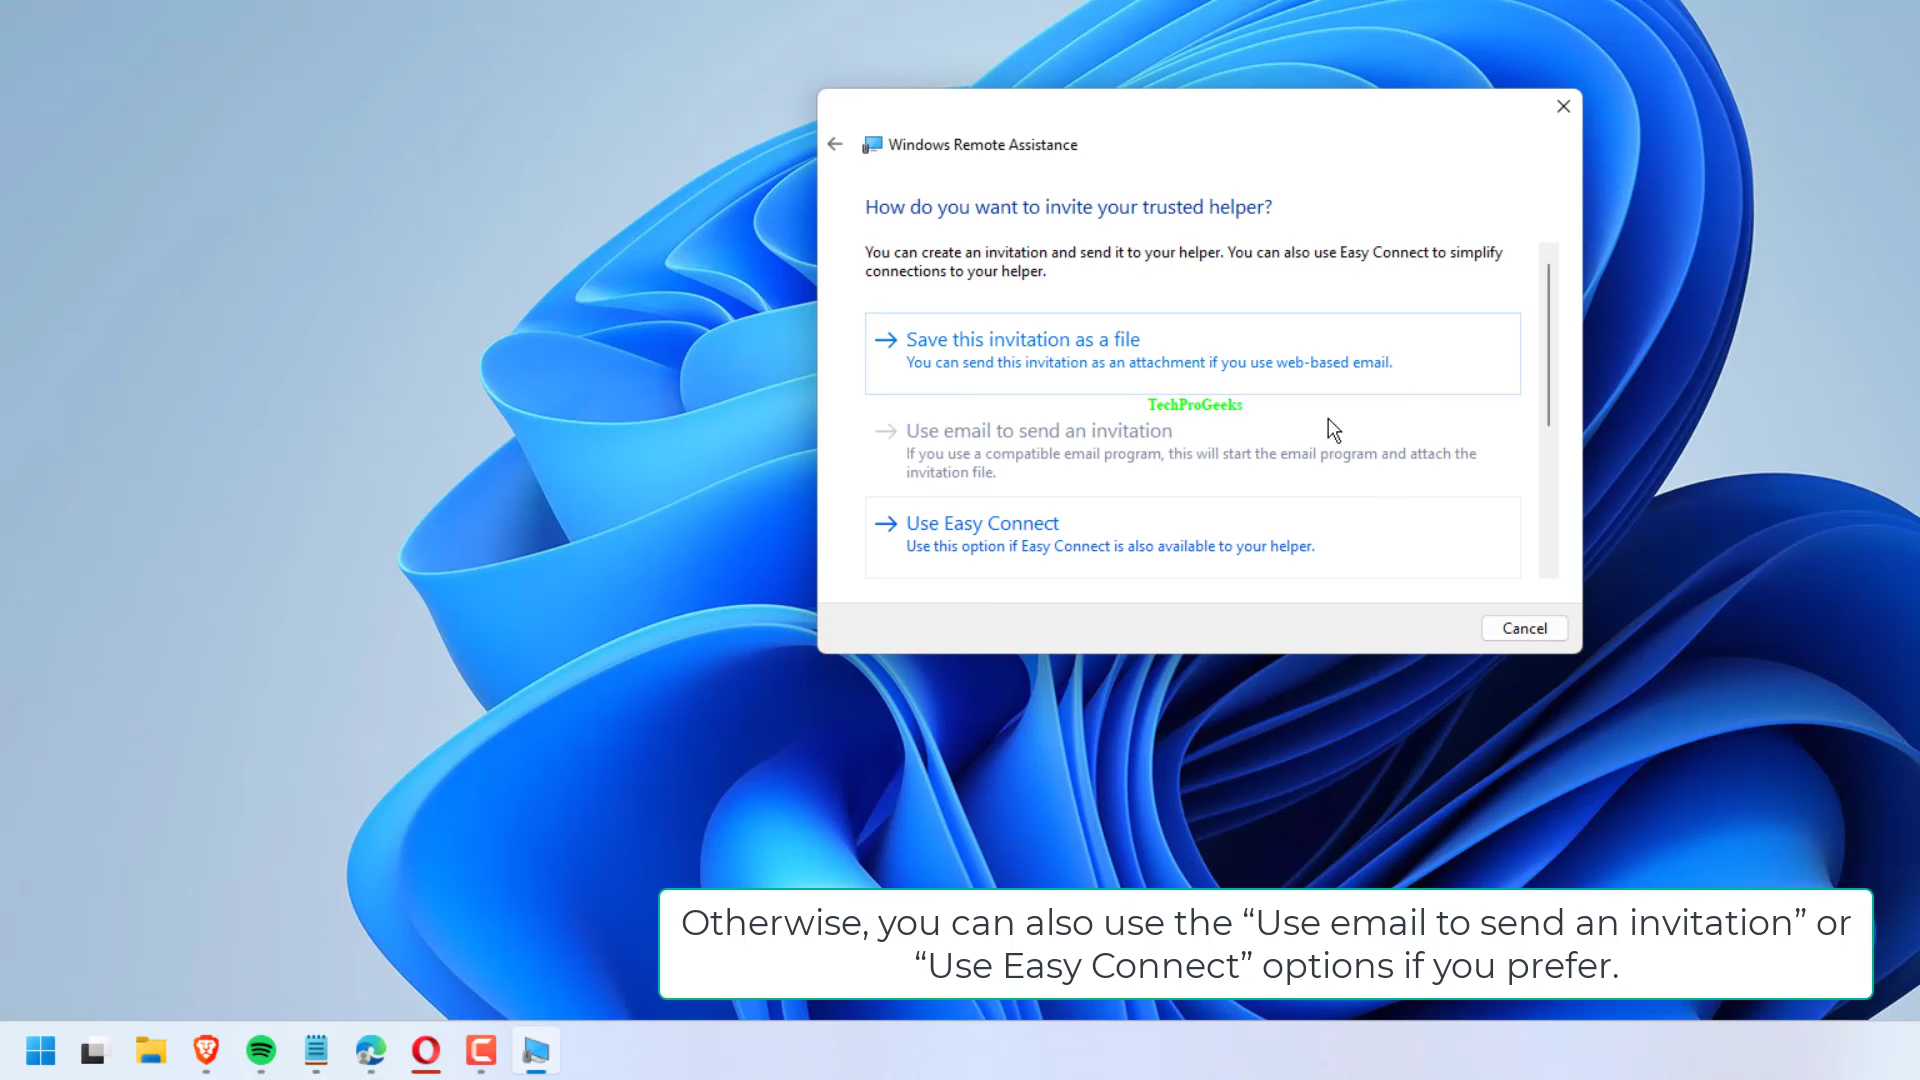 Windows Remote Assistance
How do you want to invite your trusted helper?
You can create an invitation and send it to your helper. You can also use Easy Connect to simplify
connections to your helper.
Save this invitation as a file
You can send this invitation as an attachment if you use web-based email.
TechProGeeks
Use email to send an invitation
If you use a compatible email program, this will start the email program and attach the
invitation file.
Use Easy Connect
Use this option if Easy Connect is also available to your helper.
Cancel
Otherwise, you can also use the “Use email to send an invitation” or
“Use Easy Connect” options if you prefer.